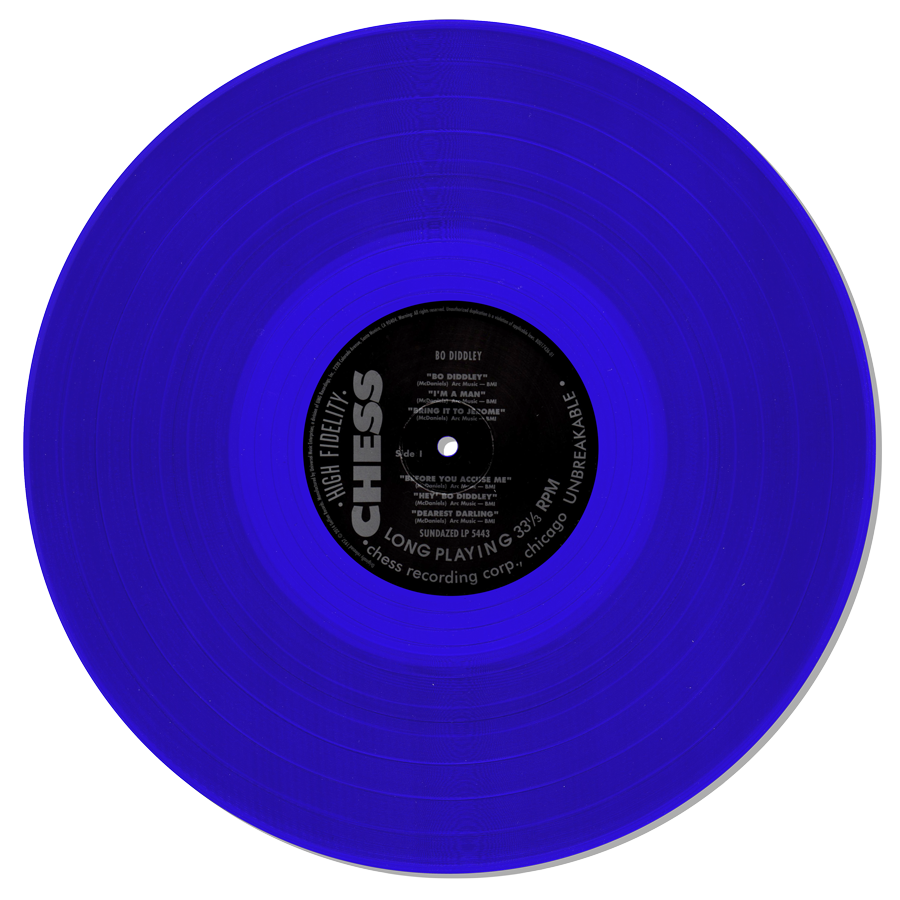 BO DIDDLEY
"BO DIDDLEY"
(McDaniels) Arc Music — BMI
"I'M A MAN"
(McDaniels) Arc Music — BMI
"BRING IT TO JEROME"
(McDaniels) Arc Music — BMI
Side 1
"BEFORE YOU ACCUSE ME"
(McDaniels) Arc Music — BMI
"HEY! BO DIDDLEY"
(McDaniels) Arc Music — BMI
"DEAREST DARLING"
(McDaniels) Arc Music — BMI
SUNDAZED LP 5443
CHESS
• HIGH FIDELITY •
LONG PLAYING 33⅓ RPM
• chess recording corp., chicago UNBREAKABLE •